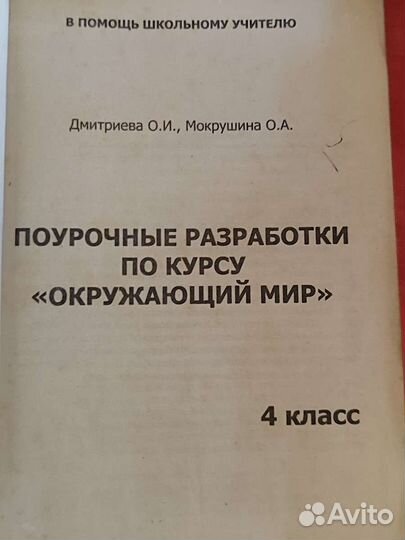 В ПОМОЩЬ ШКОЛЬНОМУ УЧИТЕЛЮ
Дмитриева О.И., Мокрушина О.А.
ПОУРОЧНЫЕ РАЗРАБОТКИ
ПО КУРСУ
«ОКРУЖАЮЩИЙ МИР»
4 класс
Avito